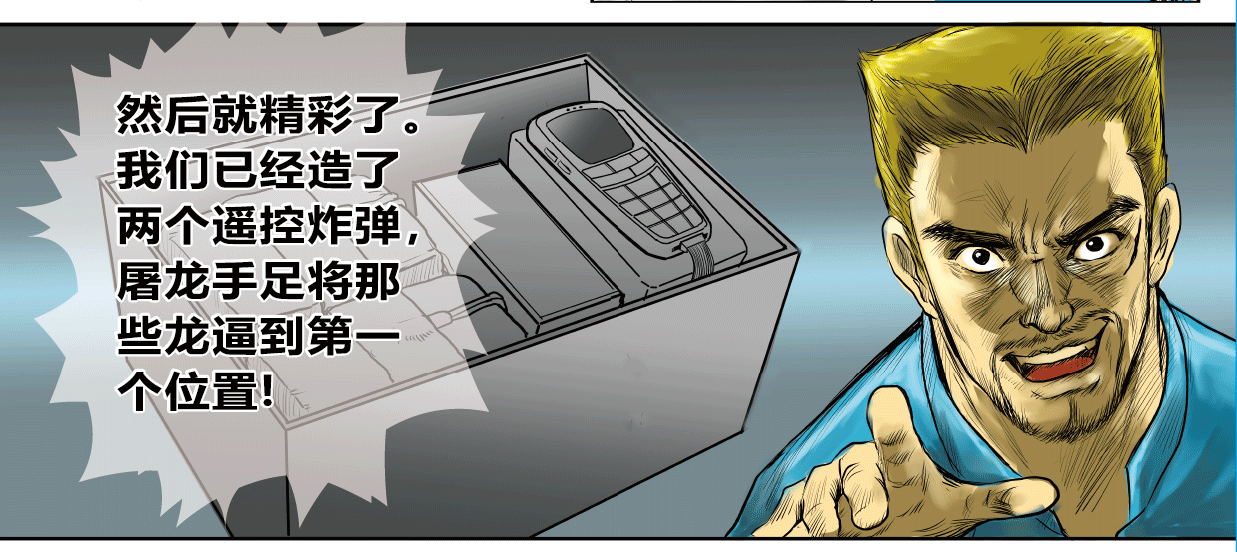 然后就精彩了。
我们已经造了
两个遥控炸弹,
屠龙手足将那
些龙逼到第一
个位置!